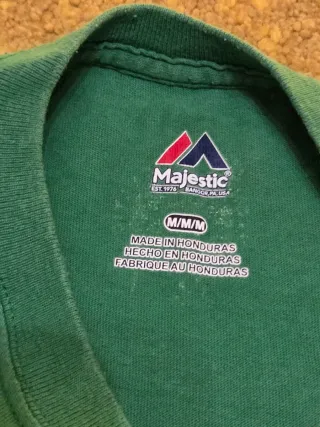 Majestic®
EST. 1976 BANGOR, PA. USA
M/M/M
MADE IN HONDURAS
HECHO EN HONDURAS
FABRIQUE AU HONDURAS